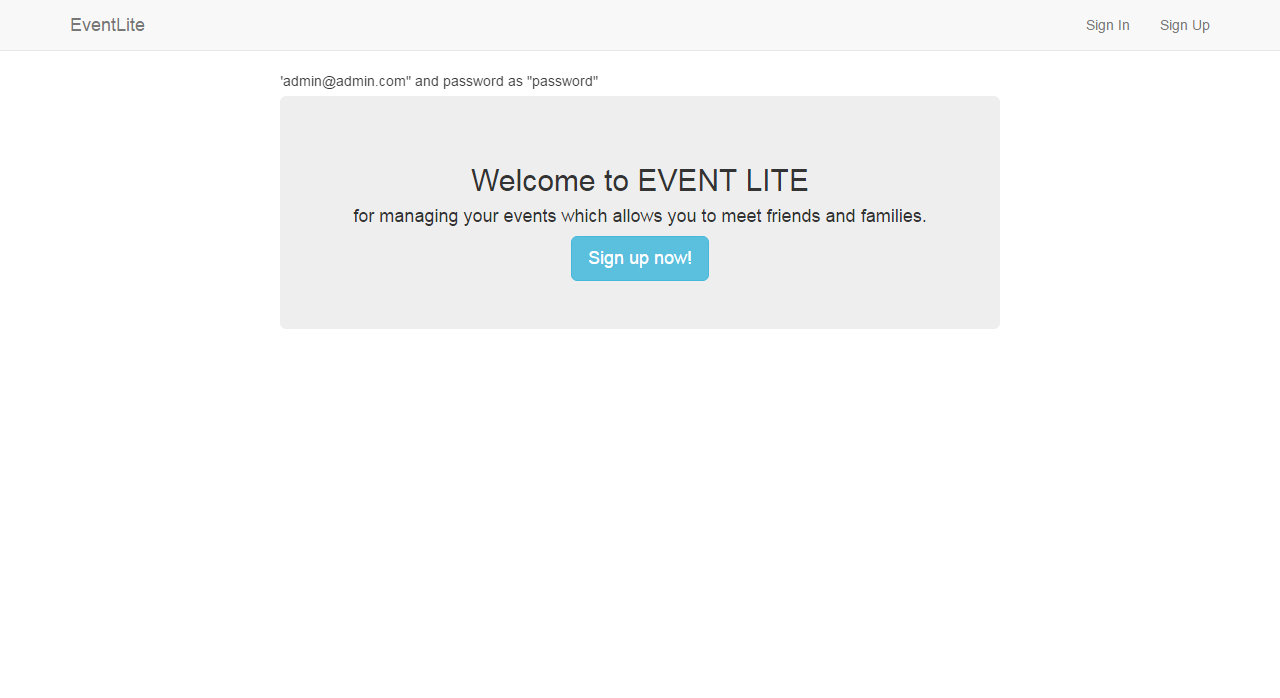 EventLite
Sign In
Sign Up
'admin@admin.com" and password as "password"
Welcome to EVENT LITE
for managing your events which allows you to meet friends and families.
Sign up now!